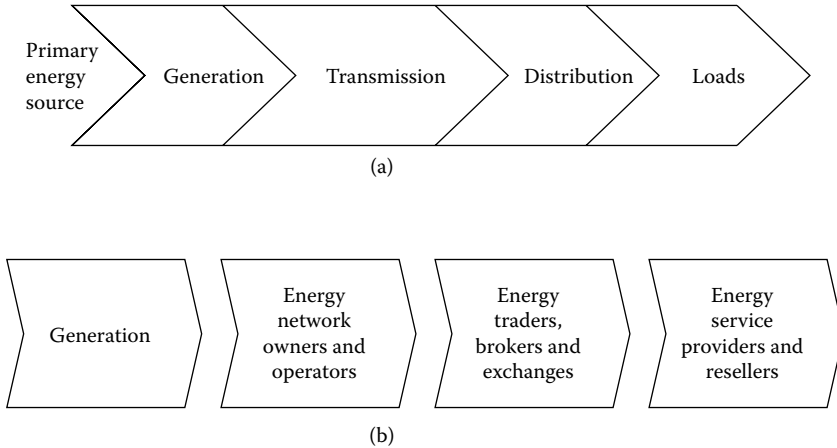 Primary
energy
source
Generation
Transmission
Distribution
Loads
(a)
Generation
Energy
network
owners and
operators
Energy
traders,
brokers and
exchanges
Energy
service
providers and
resellers
(b)